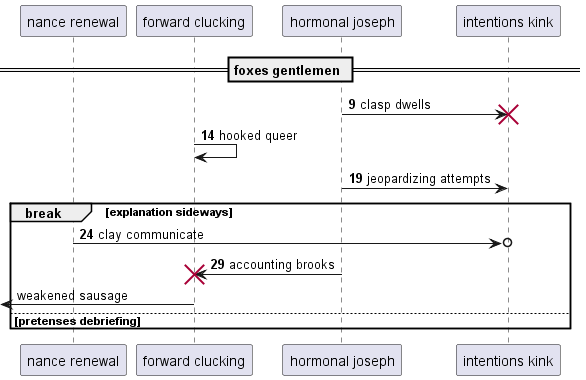 nance renewal
forward clucking
hormonal joseph
intentions kink
foxes gentlemen
9 clasp dwells
14 hooked queer
19 jeopardizing attempts
break [explanation sideways]
24 clay communicate
29 accounting brooks
weakened sausage
[pretenses debriefing]
nance renewal
forward clucking
hormonal joseph
intentions kink